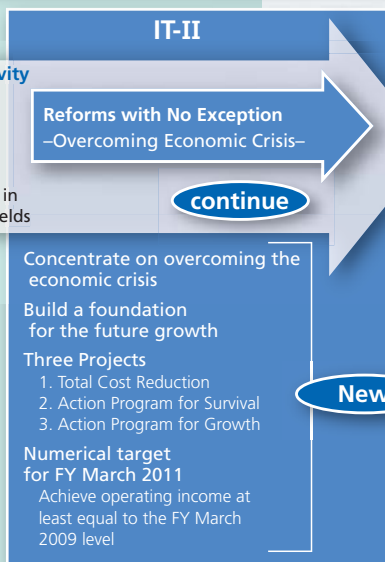 IT-II
vity
Reforms with No Exception
–Overcoming Economic Crisis–
in
elds
continue
Concentrate on overcoming the
economic crisis
Build a foundation
for the future growth
Three Projects
1. Total Cost Reduction
2. Action Program for Survival
3. Action Program for Growth
New
Numerical target
for FY March 2011
Achieve operating income at
least equal to the FY March
2009 level